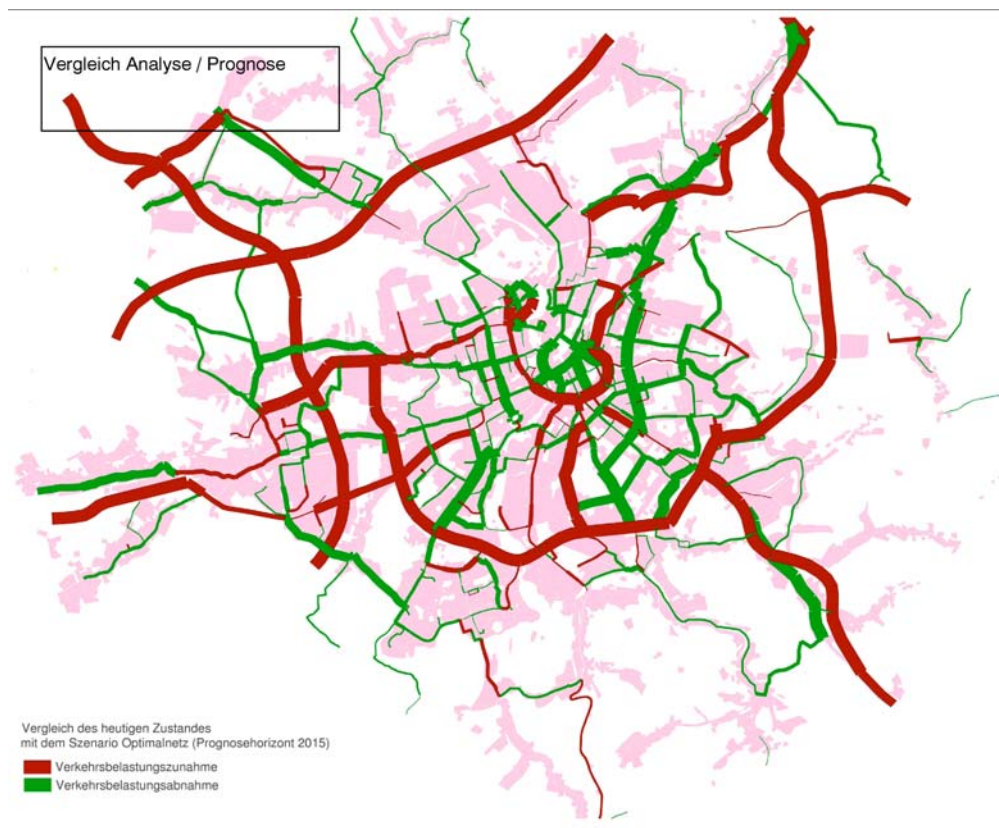 Vergleich Analyse / Prognose
Vergleich des heutigen Zustandes
mit dem Szenario Optimalnetz (Prognosehorizont 2015)
Verkehrsbelastungszunahme
Verkehrsbelastungsabnahme